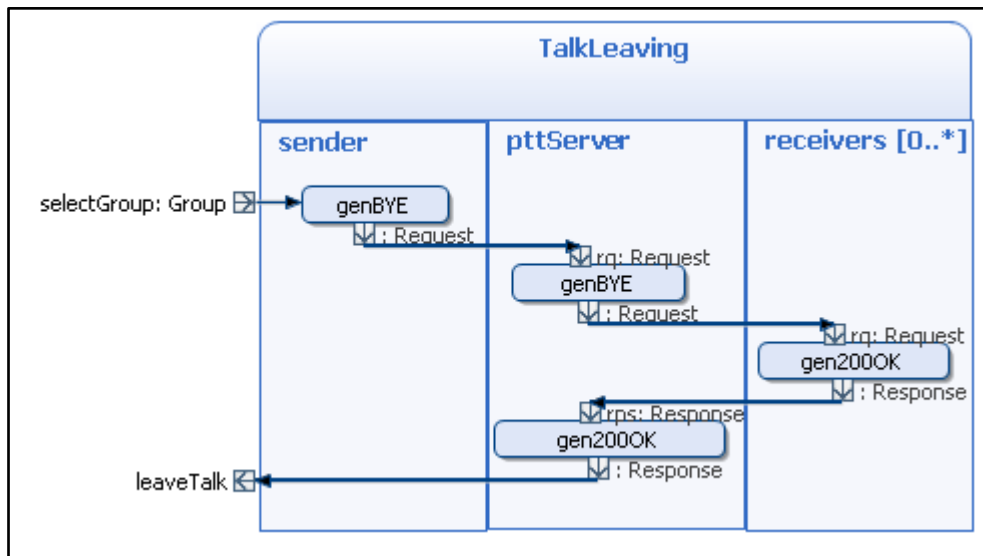 TalkLeaving
sender
pttServer
receivers [0..*]
selectGroup: Group
genBYE
: Request
rq: Request
genBYE
: Request
rq: Request
gen200OK
: Response
rps: Response
gen200OK
: Response
leaveTalk